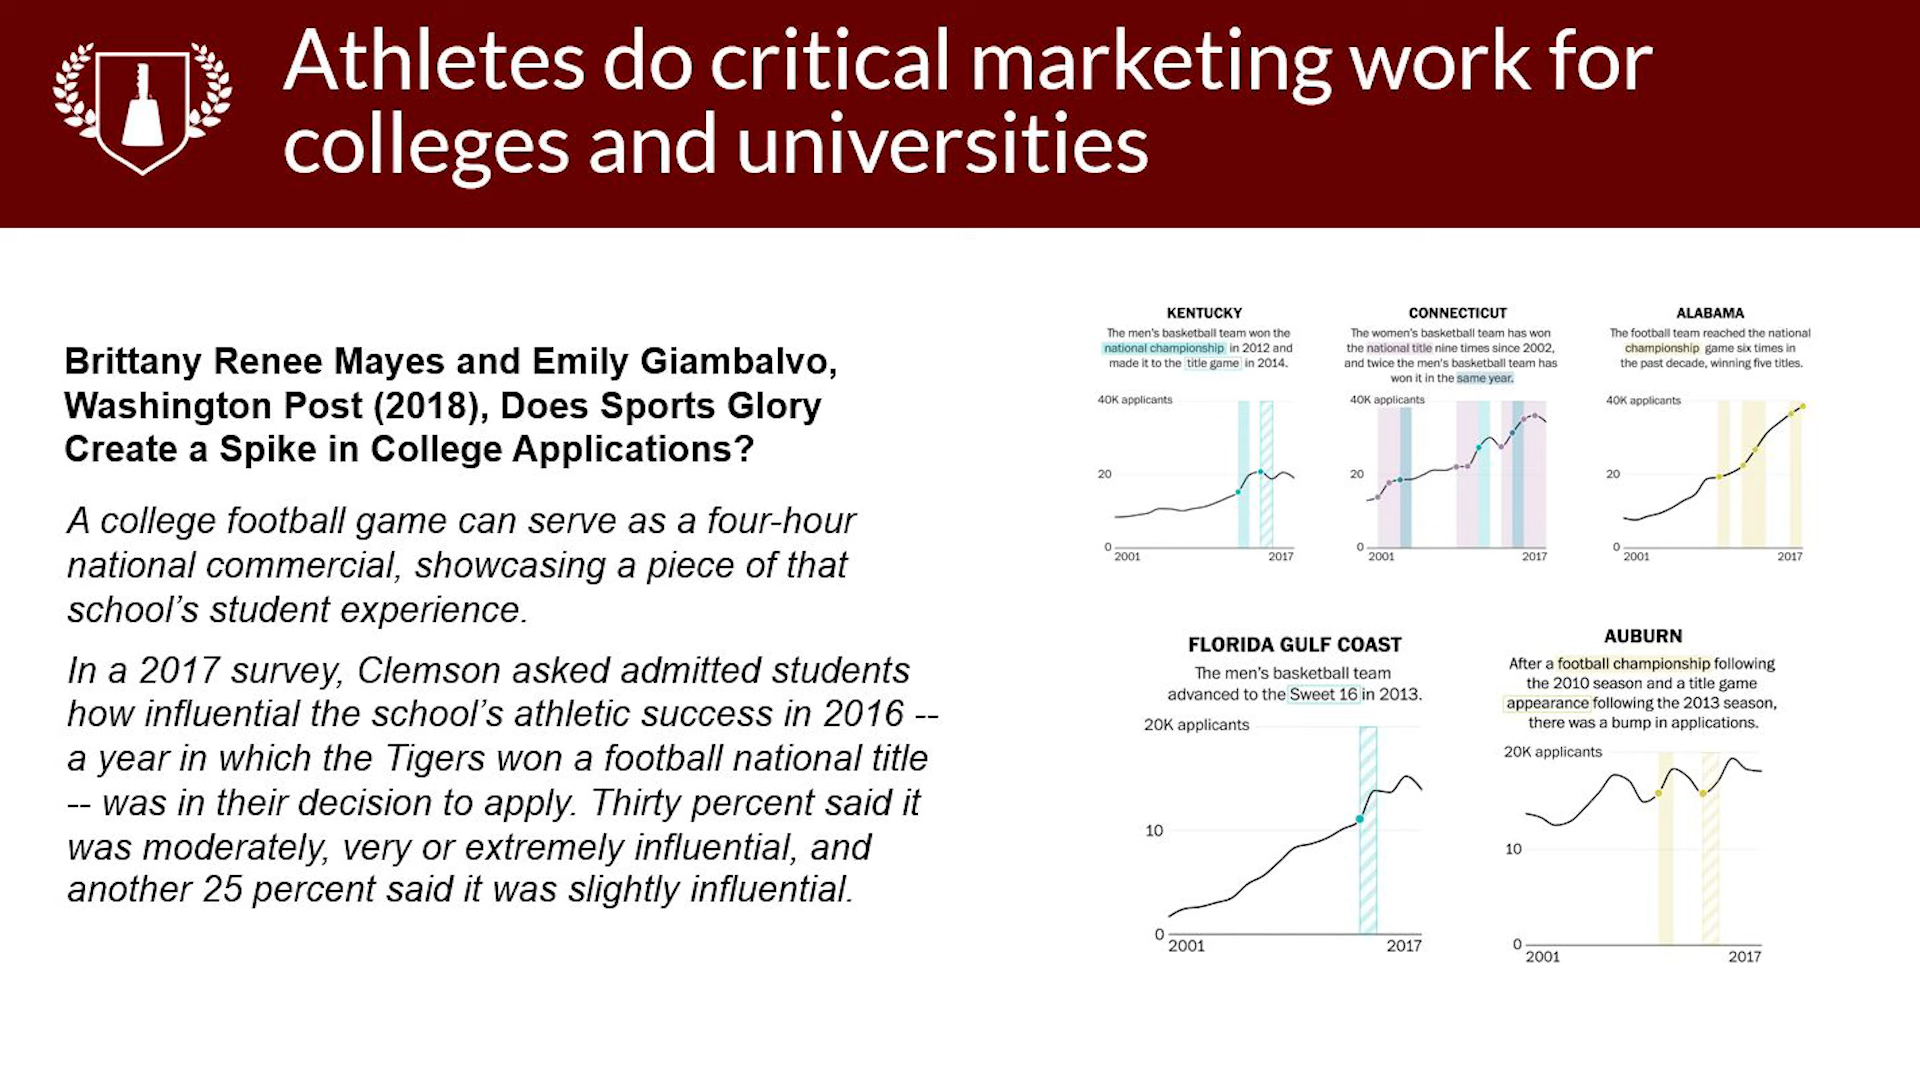 Athletes do critical marketing work for
colleges and universities
Brittany Renee Mayes and Emily Giambalvo,
Washington Post (2018), Does Sports Glory
Create a Spike in College Applications?
A college football game can serve as a four-hour
national commercial, showcasing a piece of that
school's student experience.
In a 2017 survey, Clemson asked admitted students
how influential the school's athletic success in 2016 --
a year in which the Tigers won a football national title
-- was in their decision to apply. Thirty percent said it
was moderately, very or extremely influential, and
another 25 percent said it was slightly influential.
KENTUCKY
The men's basketball team won the
national championship in 2012 and
made it to the title game in 2014.
40K applicants
20
0
2001 2017
CONNECTICUT
The women's basketball team has won
the national title nine times since 2002,
and twice the men's basketball team has
won it in the same year.
40K applicants
20
0
2001 2017
ALABAMA
The football team reached the national
championship game six times in
the past decade, winning five titles.
40K applicants
20
0
2001 2017
FLORIDA GULF COAST
The men's basketball team
advanced to the Sweet 16 in 2013.
20K applicants
10
0
2001 2017
AUBURN
After a football championship following
the 2010 season and a title game
appearance following the 2013 season,
there was a bump in applications.
20K applicants
10
0
2001 2017